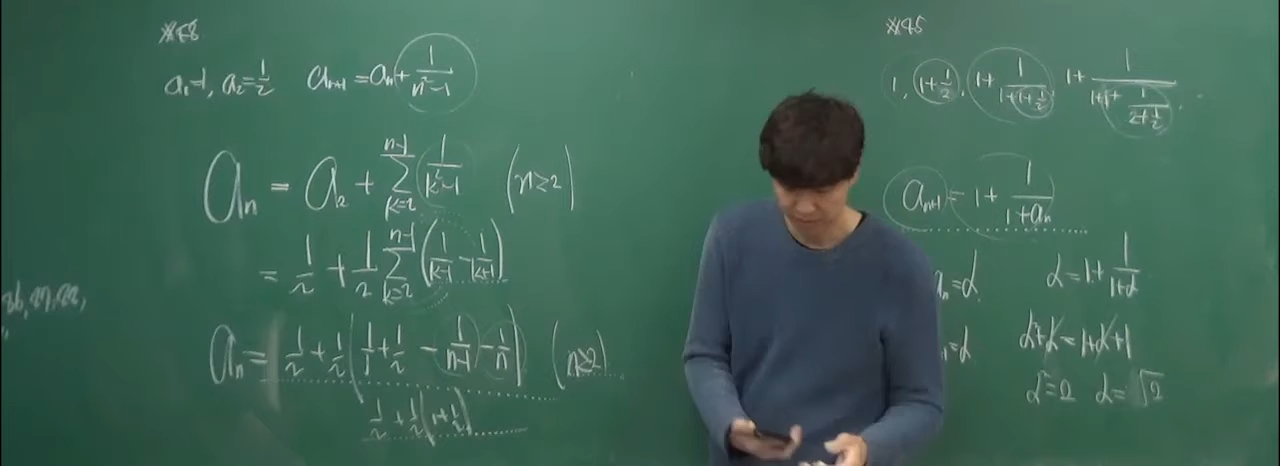 ※48
a₁=1, a₂=1/2  aₙ₊₁=aₙ+1/(n²-1)
aₙ = a₂ + Σ_{k=2}^{n-1} 1/(k²-1) (n≥2)
= 1/2 + 1/2 Σ_{k=2}^{n-1} (1/(k-1) - 1/(k+1))
aₙ = 1/2 + 1/2 (1/1 + 1/2 - 1/(n-1) - 1/n) (n≥2)
1/2 + 1/2 (1+1/2)
※45
1, 1+1/2, 1+1/(1+1+1/2), 1+1/(1+1+1/(2+1/2)), ..
aₙ₊₁ = 1 + 1/(1+aₙ)
=α
α=1+1/(1+α)
=α
α²+α=1+α+1
α²=2 α=√2